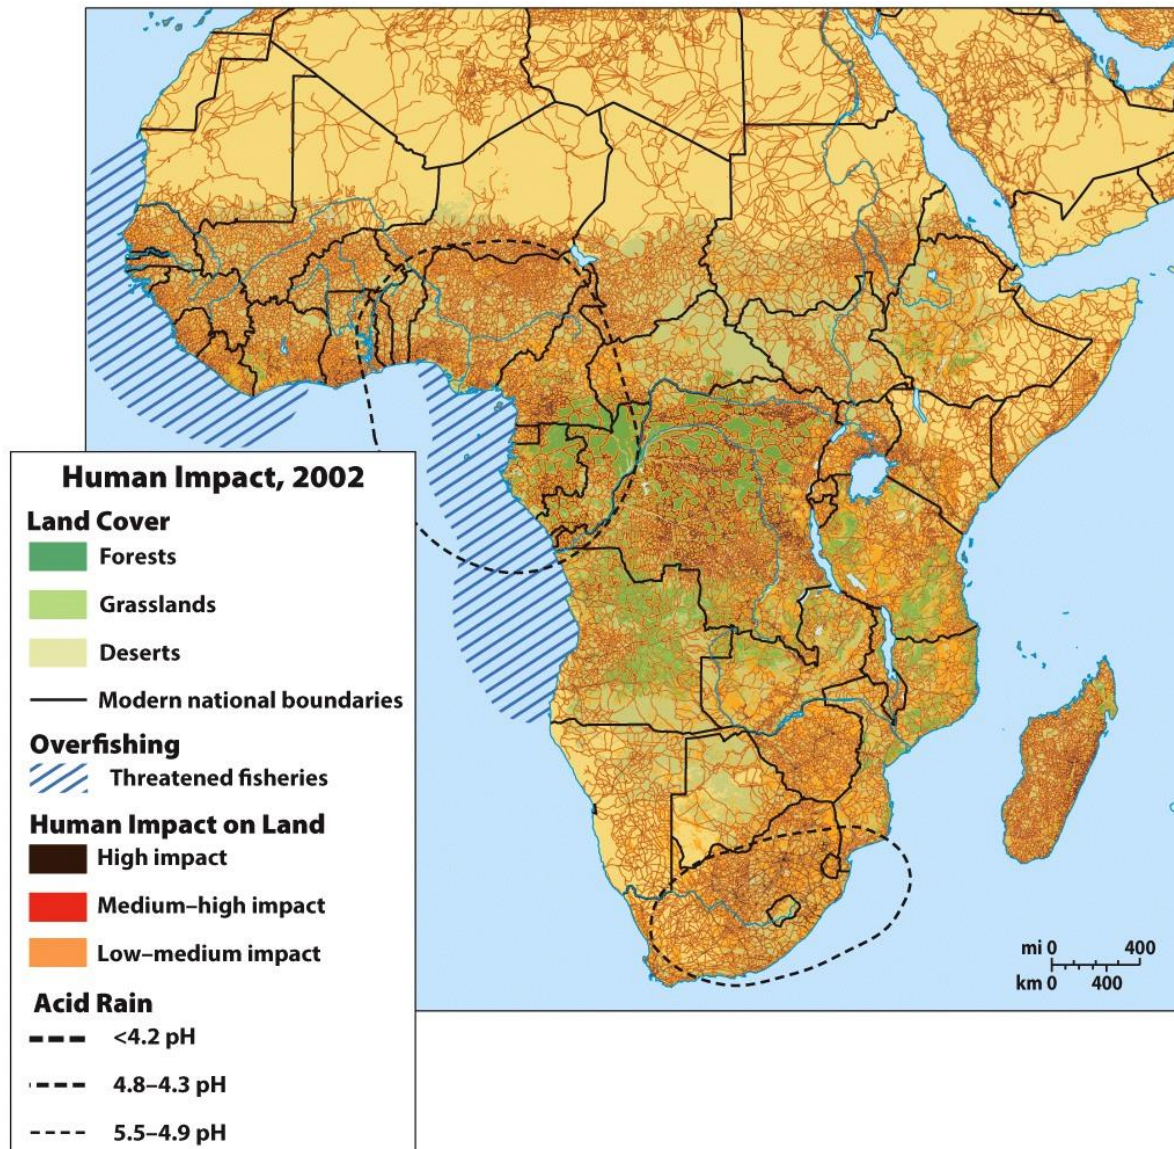 Human Impact, 2002
Land Cover
Forests
Grasslands
Deserts
Modern national boundaries
Overfishing
Threatened fisheries
Human Impact on Land
High impact
Medium–high impact
Low–medium impact
Acid Rain
<4.2 pH
4.8–4.3 pH
5.5–4.9 pH
mi 0 400
km 0 400